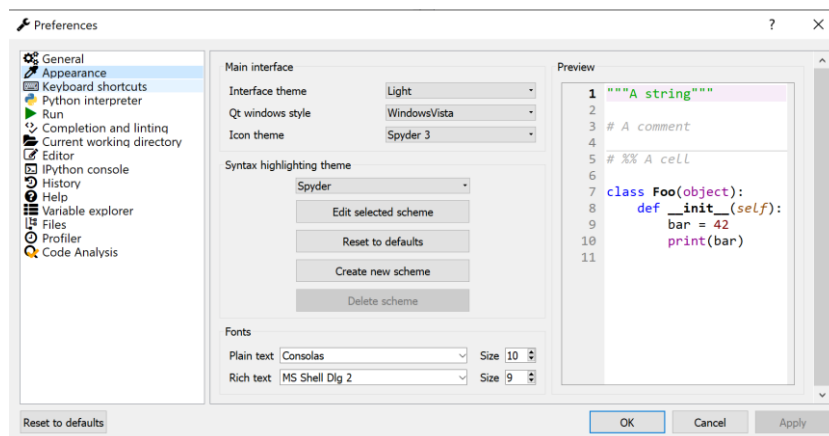 Preferences
?
General
Appearance
Keyboard shortcuts
Python interpreter
Run
Completion and linting
Current working directory
Editor
IPython console
History
Help
Variable explorer
Files
Profiler
Code Analysis
Main interface
Interface theme Light
Qt windows style WindowsVista
Icon theme Spyder 3
Syntax highlighting theme
Spyder
Edit selected scheme
Reset to defaults
Create new scheme
Delete scheme
Fonts
Plain text Consolas Size 10
Rich text MS Shell Dlg 2 Size 9
Preview
1 """A string"""
2
3 # A comment
4
5 # %% A cell
6
7 class Foo(object):
8     def __init__(self):
9         bar = 42
10         print(bar)
11
Reset to defaults
OK Cancel Apply